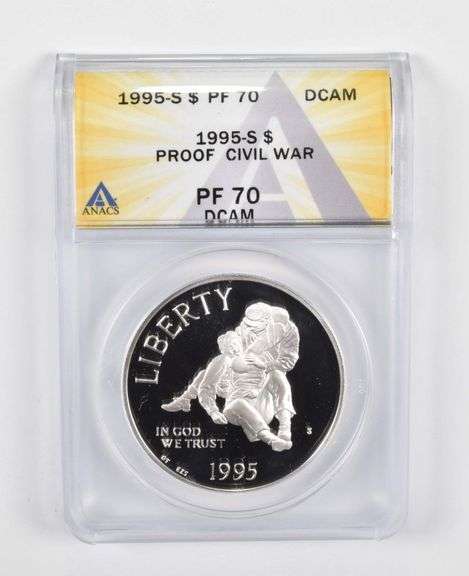 1995-S $ PF 70 DCAM
1995-S $
PROOF CIVIL WAR
PF 70
DCAM
ANACS
LIBERTY
IN GOD
WE TRUST
S
1995